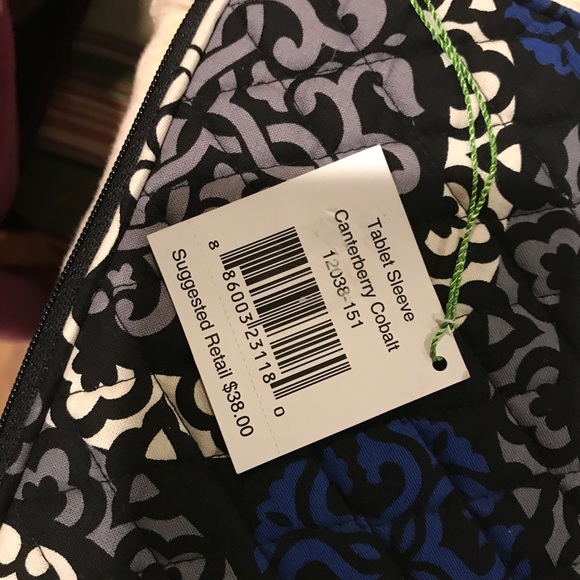 Tablet Sleeve
Canterberry Cobalt
12038-151
8 86003 23118 0
Suggested Retail $38.00